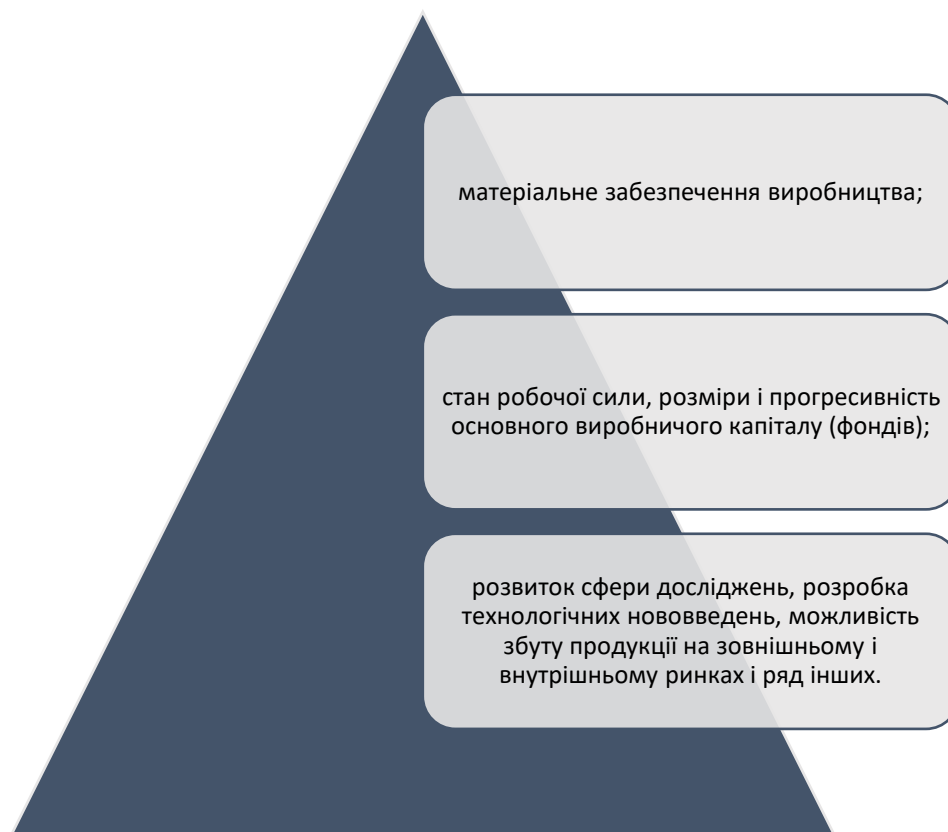 матеріальне забезпечення виробництва;
стан робочої сили, розміри і прогресивність
основного виробничого капіталу (фондів);
розвиток сфери досліджень, розробка
технологічних нововведень, можливість
збуту продукції на зовнішньому і
внутрішньому ринках і ряд інших.